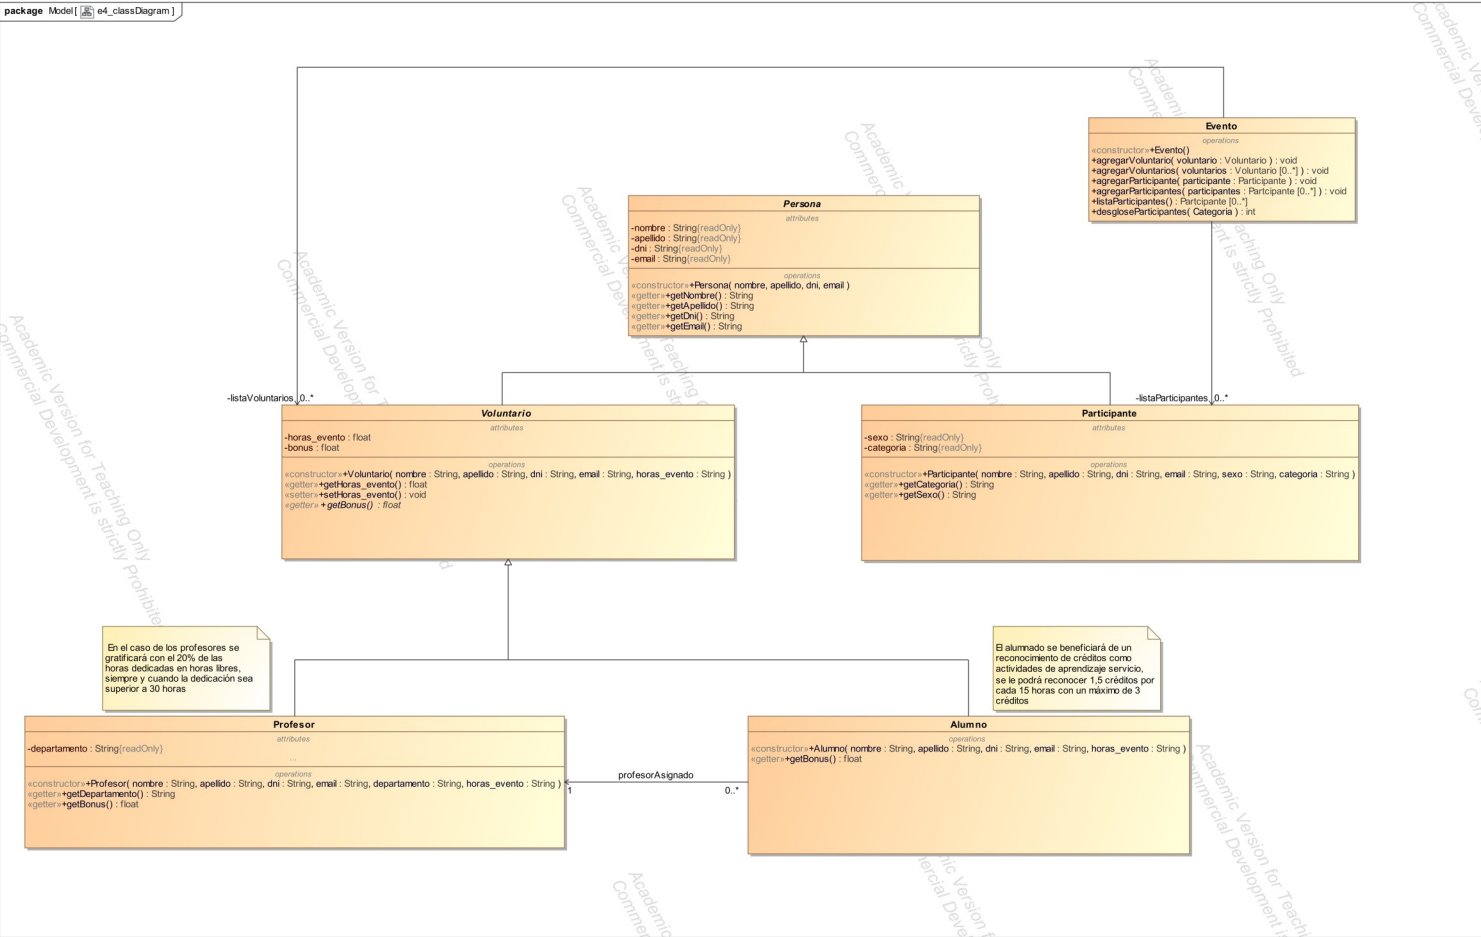 package Model [ e4_classDiagram ]
Evento
operations
«constructor»+Evento()
+agregarVoluntario( voluntario : Voluntario ) : void
+agregarVoluntarios( voluntarios : Voluntario [0..*] ) : void
+agregarParticipante( participante : Participante ) : void
+agregarParticipantes( participantes : Partcipante [0..*] ) : void
+listaParticipantes() : Partcipante [0..*]
+desgloseParticipantes( Categoria ) : int
Persona
attributes
-nombre : String{readOnly}
-apellido : String{readOnly}
-dni : String{readOnly}
-email : String{readOnly}
operations
«constructor»+Persona( nombre, apellido, dni, email )
«getter»+getNombre() : String
«getter»+getApellido() : String
«getter»+getDni() : String
«getter»+getEmail() : String
-listaVoluntarios 0..*
-listaParticipantes 0..*
Voluntario
attributes
-horas_evento : float
-bonus : float
operations
«constructor»+Voluntario( nombre : String, apellido : String, dni : String, email : String, horas_evento : String )
«getter»+getHoras_evento() : float
«setter»+setHoras_evento() : void
«getter» +getBonus() : float
Participante
attributes
-sexo : String{readOnly}
-categoria : String{readOnly}
operations
«constructor»+Participante( nombre : String, apellido : String, dni : String, email : String, sexo : String, categoria : String )
«getter»+getCategoria() : String
«getter»+getSexo() : String
En el caso de los profesores se
gratificará con el 20% de las
horas dedicadas en horas libres,
siempre y cuando la dedicación sea
superior a 30 horas
El alumnado se beneficiará de un
reconocimiento de créditos como
actividades de aprendizaje servicio,
se le podrá reconocer 1,5 créditos por
cada 15 horas con un máximo de 3
créditos
Profesor
attributes
-departamento : String{readOnly}
...
operations
«constructor»+Profesor( nombre : String, apellido : String, dni : String, email : String, departamento : String, horas_evento : String )
«getter»+getDepartamento() : String
«getter»+getBonus() : float
profesorAsignado
1
0..*
Alumno
operations
«constructor»+Alumno( nombre : String, apellido : String, dni : String, email : String, horas_evento : String )
«getter»+getBonus() : float
Academic Version for Teaching Only
Commercial Development is strictly Prohibited